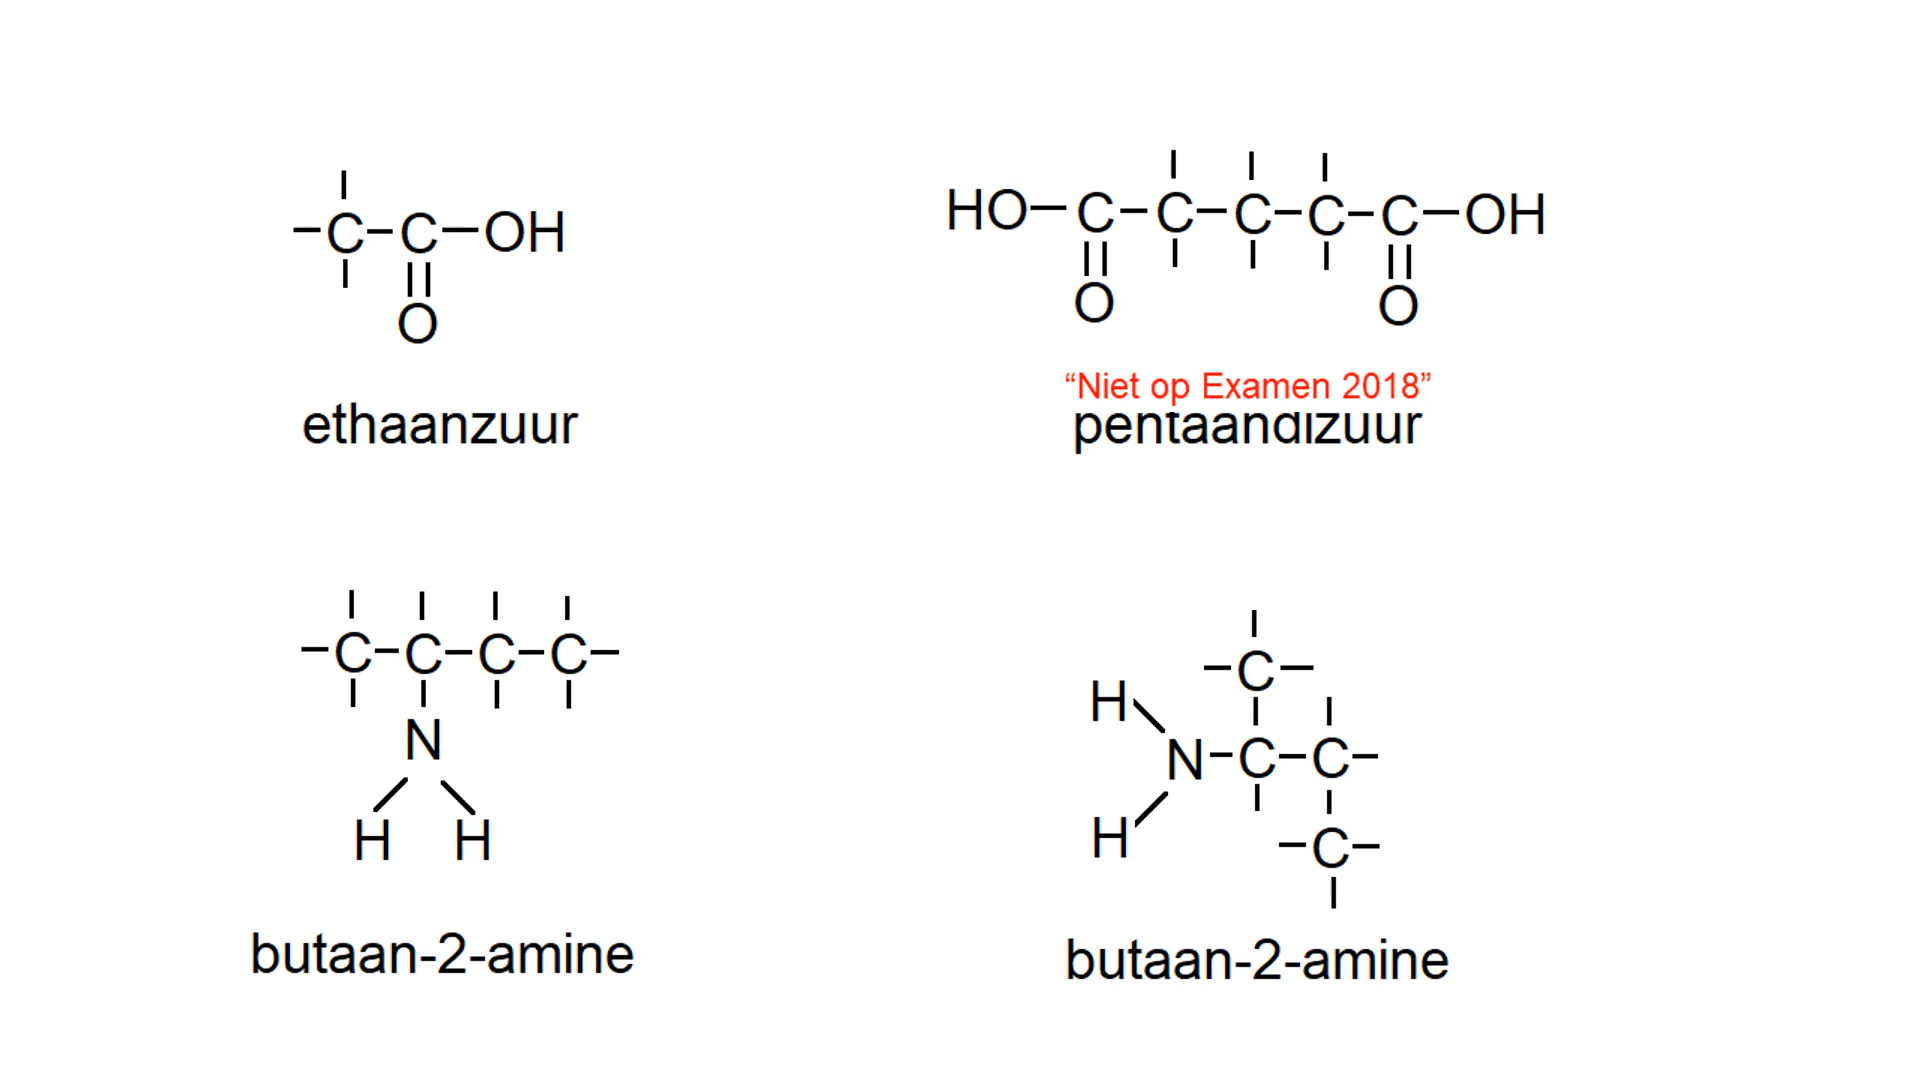 C C OH
O
ethaanzuur
HO C C C C C OH
O O
“Niet op Examen 2018”
pentaandizuur
C C C C
N
H H
butaan-2-amine
C
H
N C C
H
C
butaan-2-amine